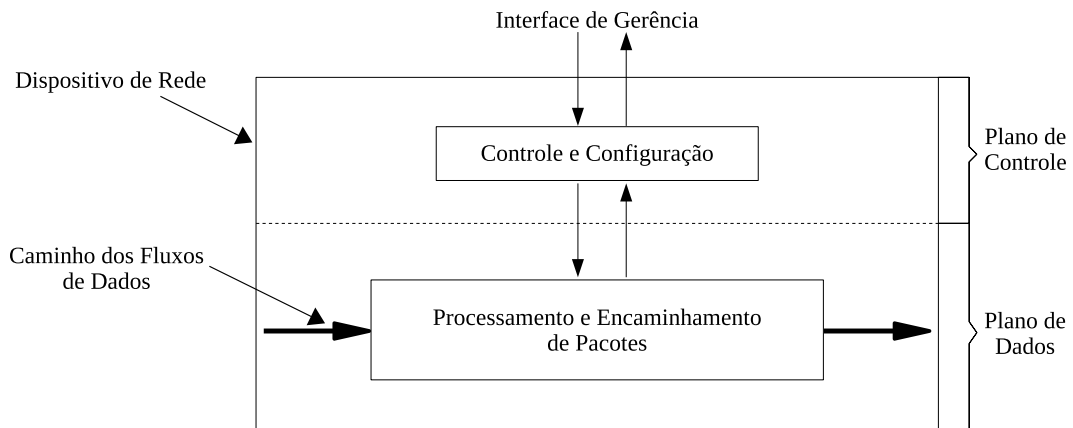 Interface de Gerência
Dispositivo de Rede
Controle e Configuração
Plano de
Controle
Caminho dos Fluxos
de Dados
Processamento e Encaminhamento
de Pacotes
Plano de
Dados